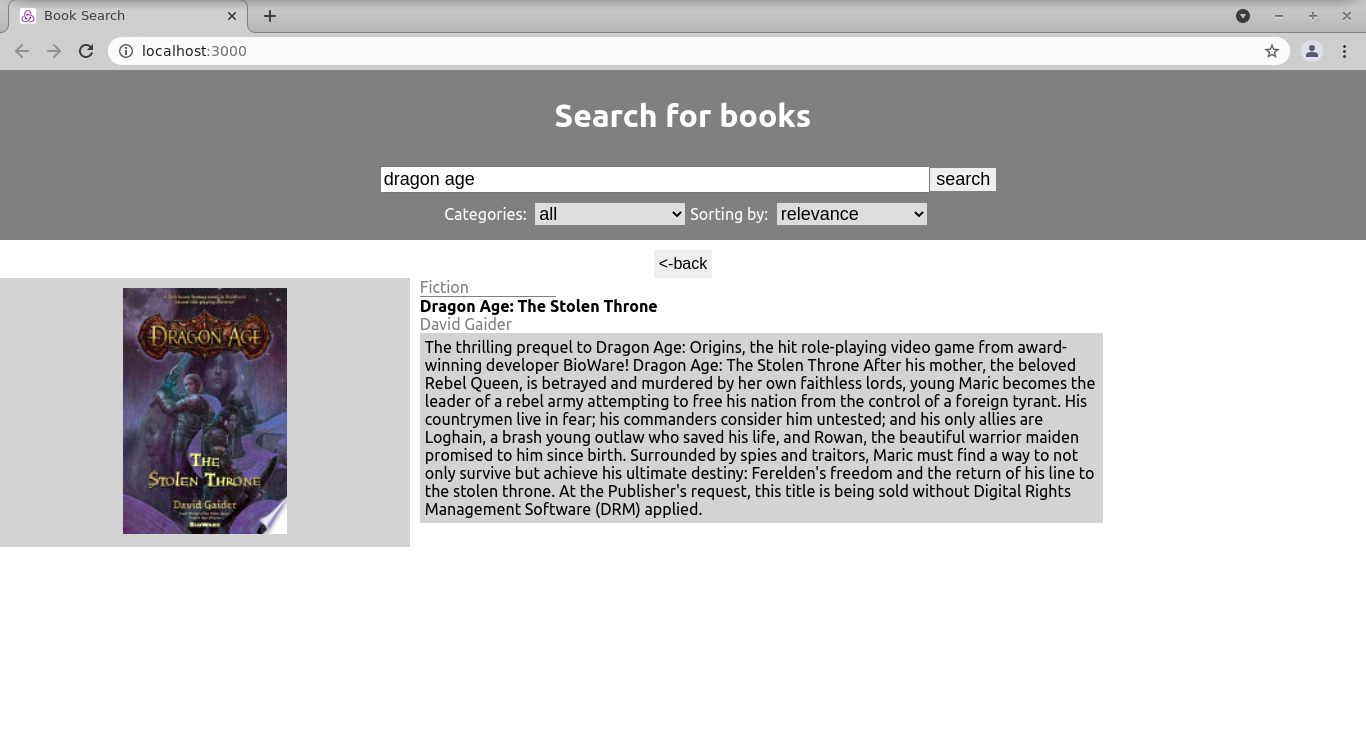 Book Search
localhost:3000
Search for books
dragon age
search
Categories: all Sorting by: relevance
<-back
Fiction
Dragon Age: The Stolen Throne
David Gaider
The thrilling prequel to Dragon Age: Origins, the hit role-playing video game from award-
winning developer BioWare! Dragon Age: The Stolen Throne After his mother, the beloved
Rebel Queen, is betrayed and murdered by her own faithless lords, young Maric becomes the
leader of a rebel army attempting to free his nation from the control of a foreign tyrant. His
countrymen live in fear; his commanders consider him untested; and his only allies are
Loghain, a brash young outlaw who saved his life, and Rowan, the beautiful warrior maiden
promised to him since birth. Surrounded by spies and traitors, Maric must find a way to not
only survive but achieve his ultimate destiny: Ferelden's freedom and the return of his line to
the stolen throne. At the Publisher's request, this title is being sold without Digital Rights
Management Software (DRM) applied.
DRAGON AGE
THE
STOLEN THRONE
David Gaider
BIOWARE